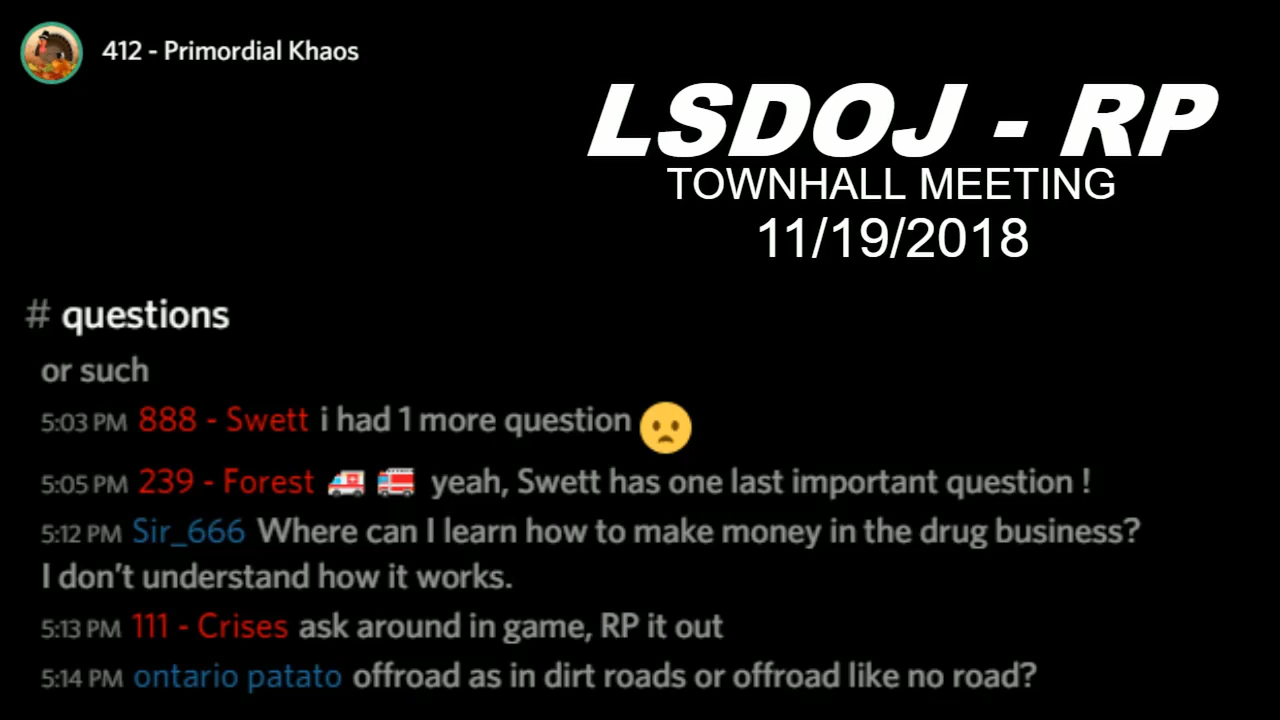 412 - Primordial Khaos
LSDOJ - RP
TOWNHALL MEETING
11/19/2018
# questions
or such
5:03 PM 888 - Swett i had 1 more question
5:05 PM 239 - Forest yeah, Swett has one last important question !
5:12 PM Sir_666 Where can I learn how to make money in the drug business?
I don't understand how it works.
5:13 PM 111 - Crises ask around in game, RP it out
5:14 PM ontario patato offroad as in dirt roads or offroad like no road?